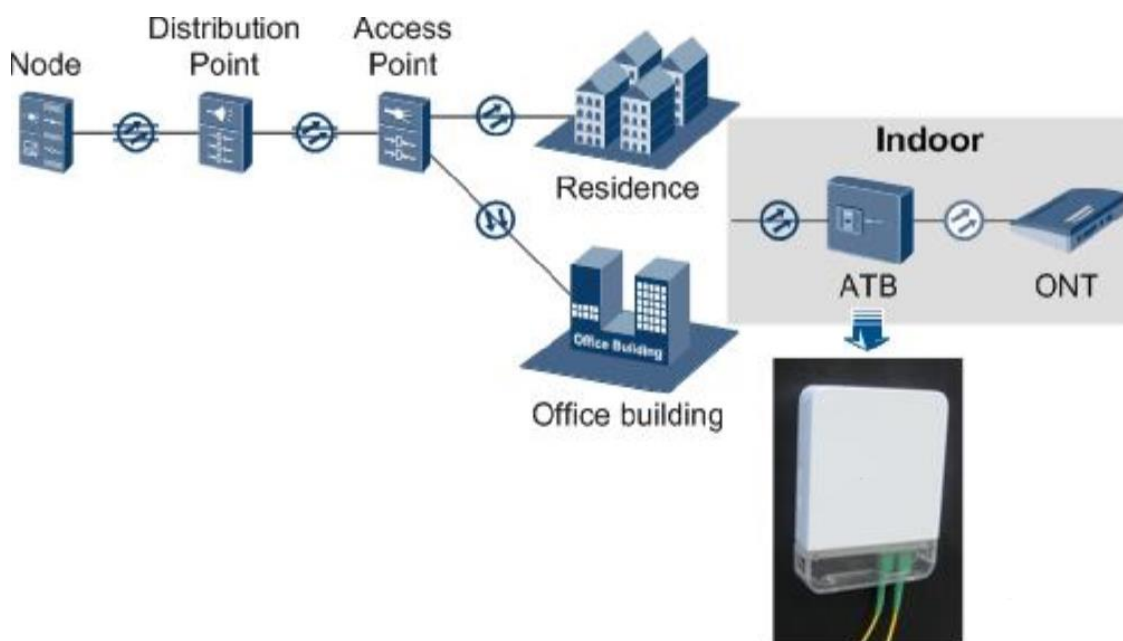 Node
Distribution
Point
Access
Point
Residence
Office Building
Office building
Indoor
ATB
ONT